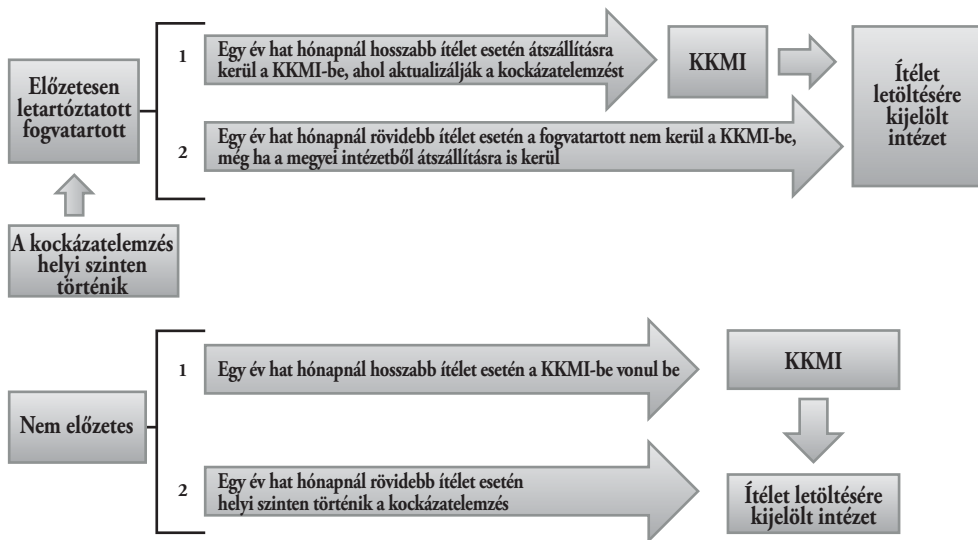 Előzetesen
letartóztatott
fogvatartott
1
Egy év hat hónapnál hosszabb ítélet esetén átszállításra
kerül a KKMI-be, ahol aktualizálják a kockázatelemzést
KKMI
Ítélet
letöltésére
kijelölt
intézet
2
Egy év hat hónapnál rövidebb ítélet esetén a fogvatartott nem kerül a KKMI-be,
még ha a megyei intézetből átszállításra is kerül
A kockázatelemzés
helyi szinten
történik
Nem előzetes
1
Egy év hat hónapnál hosszabb ítélet esetén a KKMI-be vonul be
KKMI
2
Egy év hat hónapnál rövidebb ítélet esetén
helyi szinten történik a kockázatelemzés
Ítélet letöltésére
kijelölt intézet